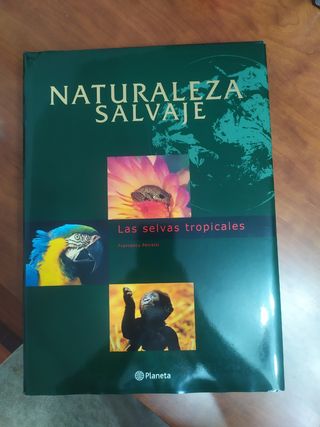 NATURALEZA
SALVAJE
Las selvas tropicales
Francesco Petretti
Planeta